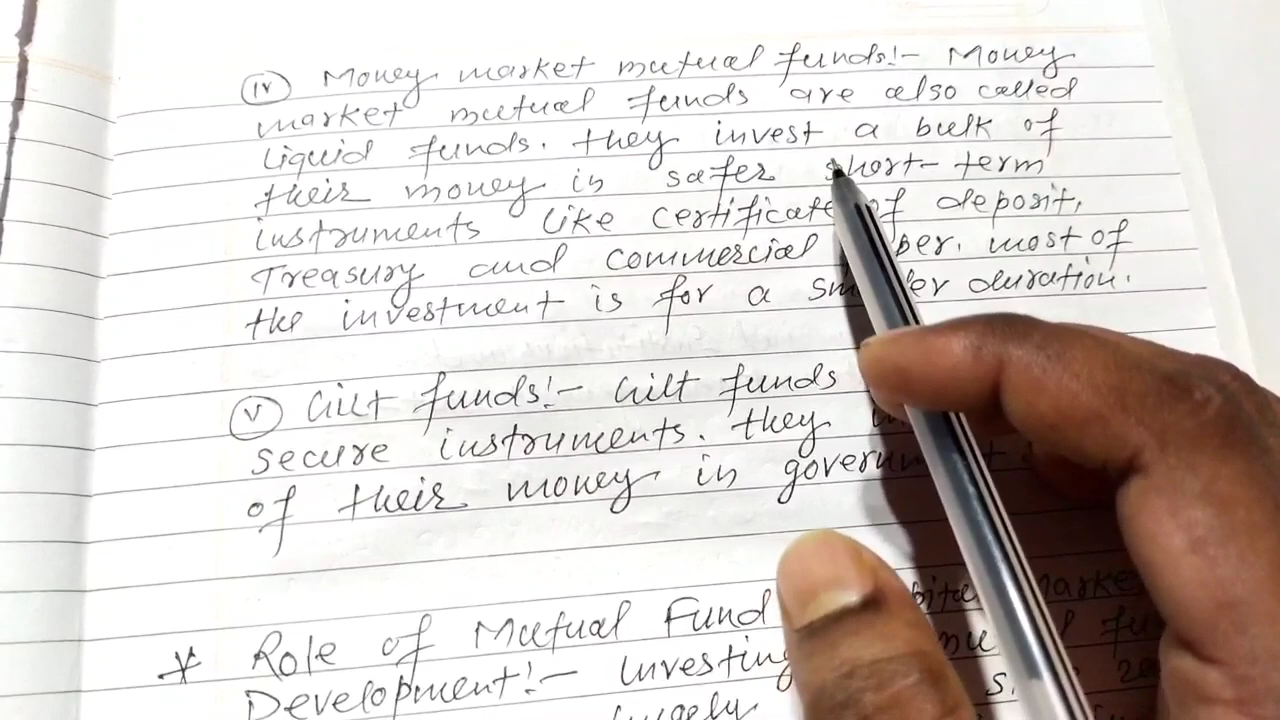 (iv) Money market mutual funds:- Money
market mutual funds are also called
Liquid funds. they invest a bulk of
their money in safer short-term
instruments like certificate of deposit,
Treasury and commercial per. most of
the investment is for a er duration.
(v) Gilt funds:- Gilt funds
secure instruments. they
of their money in
* Role of Mutual Fund Market
Development:- Investing
largely